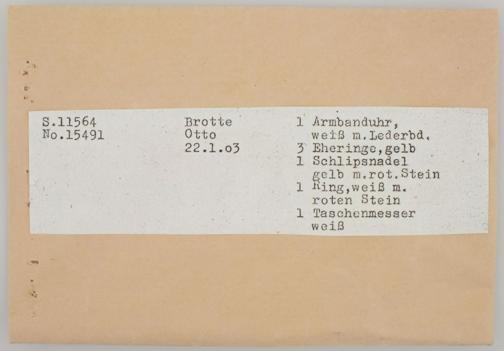 S.11564 Brotte 1 Armbanduhr,
No.15491 Otto weiß m.Lederbd.
22.1.o3 3 Eheringe,gelb
1 Schlipsnadel
gelb m.rot.Stein
1 Ring,weiß m.
roten Stein
1 Taschenmesser
weiß